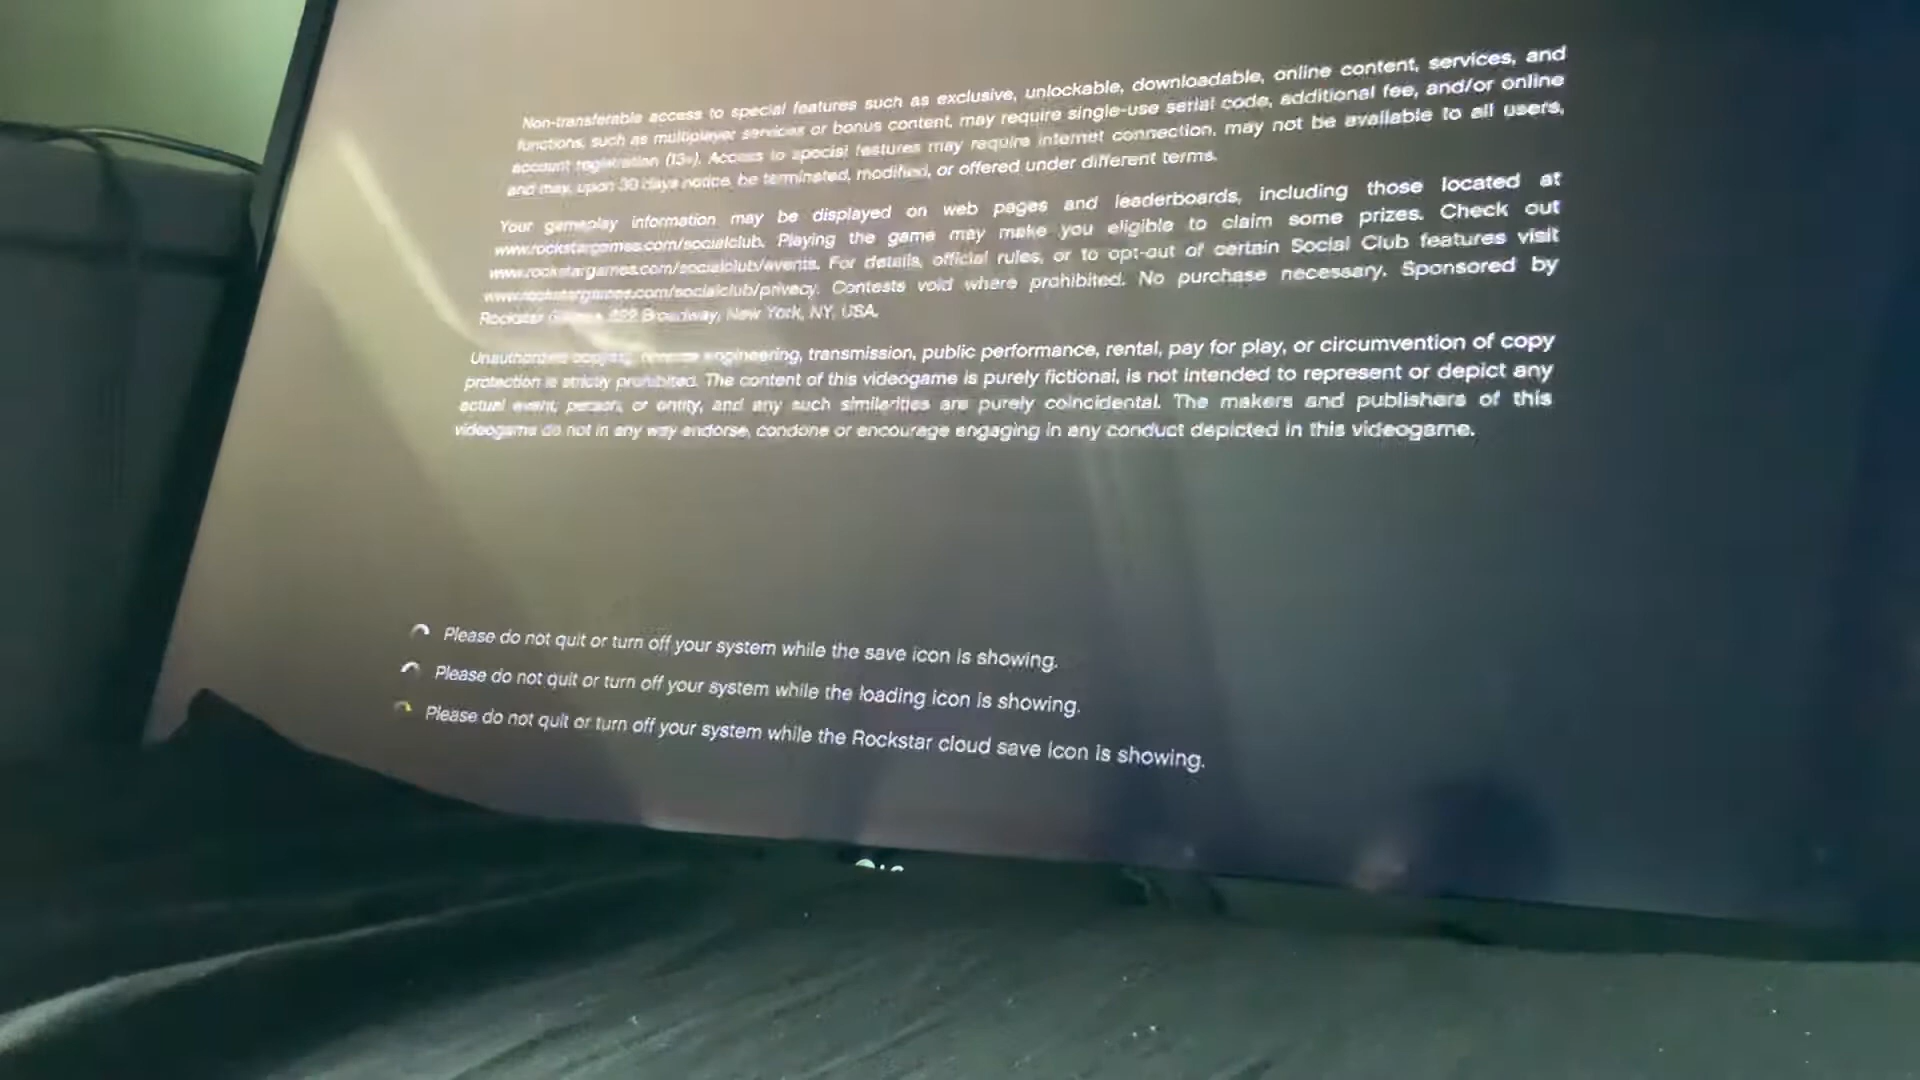 Non-transferable access to special features such as exclusive, unlockable, downloadable, online content, services, and
functions, such as multiplayer services or bonus content, may require single-use serial code, additional fee, and/or online
account registration (13+). Access to special features may require internet connection, may not be available to all users,
and may, upon 30 days notice, be terminated, modified, or offered under different terms.
Your gameplay information may be displayed on web pages and leaderboards, including those located at
www.rockstargames.com/socialclub. Playing the game may make you eligible to claim some prizes. Check out
www.rockstargames.com/socialclub/events. For details, official rules, or to opt-out of certain Social Club features visit
www.rockstargames.com/socialclub/privacy. Contests void where prohibited. No purchase necessary. Sponsored by
Rockstar Games, 622 Broadway, New York, NY, USA.
Unauthorized copying, reverse engineering, transmission, public performance, rental, pay for play, or circumvention of copy
protection is strictly prohibited. The content of this videogame is purely fictional, is not intended to represent or depict any
actual event, person, or entity, and any such similarities are purely coincidental. The makers and publishers of this
videogame do not in any way endorse, condone or encourage engaging in any conduct depicted in this videogame.
Please do not quit or turn off your system while the save icon is showing.
Please do not quit or turn off your system while the loading icon is showing.
Please do not quit or turn off your system while the Rockstar cloud save icon is showing.